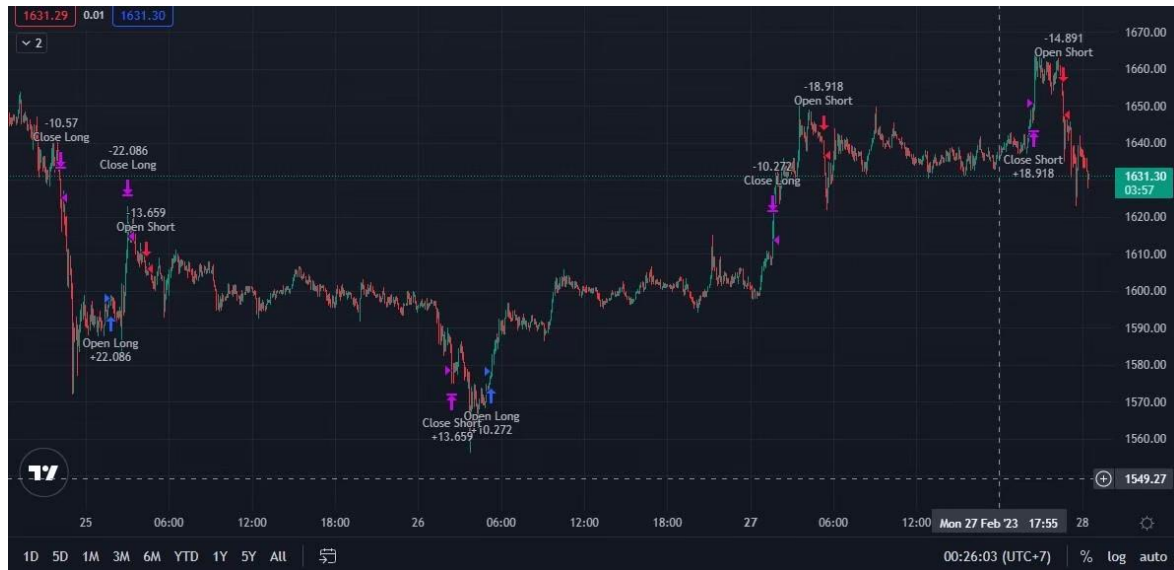 1631.29 0.01 1631.30
2
-10.57
Close Long
-22.086
Close Long
-13.659
Open Short
Open Long
+22.086
Close Short
+13.659
Open Long
+10.272
-10.272
Close Long
-18.918
Open Short
Close Short
+18.918
-14.891
Open Short
1670.00
1660.00
1650.00
1640.00
1631.30
03:57
1620.00
1610.00
1600.00
1590.00
1580.00
1570.00
1560.00
1549.27
25 06:00 12:00 18:00 26 06:00 12:00 18:00 27 06:00 12:00 Mon 27 Feb '23 17:55 28
1D 5D 1M 3M 6M YTD 1Y 5Y All 00:26:03 (UTC+7) % log auto